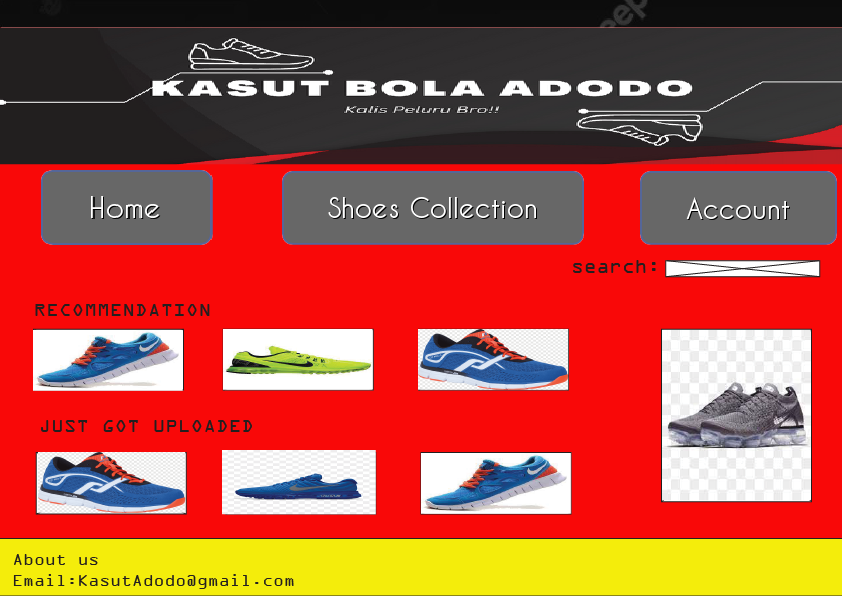 KASUT BOLA ADODO
Kalis Peluru Bro!!
Home
Shoes Collection
Account
search:
RECOMMENDATION
JUST GOT UPLOADED
About us
Email:KasutAdodo@gmail.com